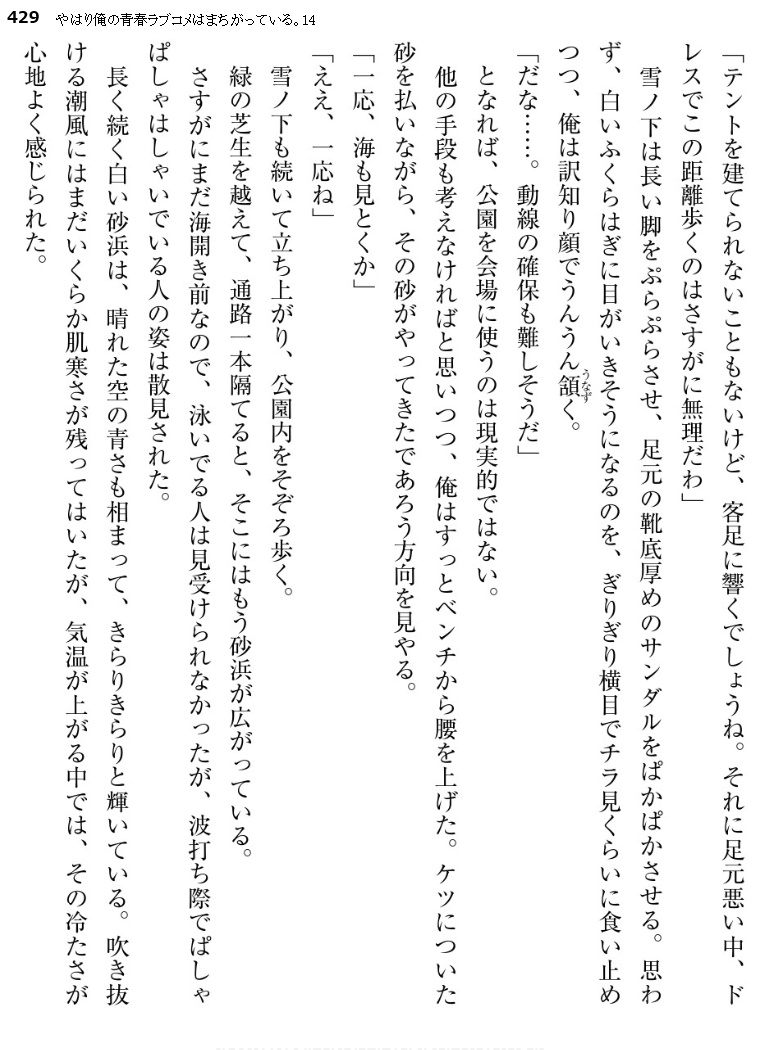 429 やはり俺の青春ラブコメはまちがっている。14
「テントを建てられないこともないけど、客足に響くでしょうね。それに足元悪い中、ド
レスでこの距離歩くのはさすがに無理だわ」
　雪ノ下は長い脚をぷらぷらさせ、足元の靴底厚めのサンダルをぱかぱかさせる。思わ
ず、白いふくらはぎに目がいきそうになるのを、ぎりぎり横目でチラ見くらいに食い止め
つつ、俺は訳知り顔でうんうん頷く。
うなず
「だな……。動線の確保も難しそうだ」
　となれば、公園を会場に使うのは現実的ではない。
　他の手段も考えなければと思いつつ、俺はすっとベンチから腰を上げた。ケツについた
砂を払いながら、その砂がやってきたであろう方向を見やる。
「一応、海も見とくか」
「ええ、一応ね」
　雪ノ下も続いて立ち上がり、公園内をそぞろ歩く。
　緑の芝生を越えて、通路一本隔てると、そこにはもう砂浜が広がっている。
　さすがにまだ海開き前なので、泳いでる人は見受けられなかったが、波打ち際でぱしゃ
ぱしゃはしゃいでいる人の姿は散見された。
　長く続く白い砂浜は、晴れた空の青さも相まって、きらりきらりと輝いている。吹き抜
ける潮風にはまだいくらか肌寒さが残ってはいたが、気温が上がる中では、その冷たさが
心地よく感じられた。